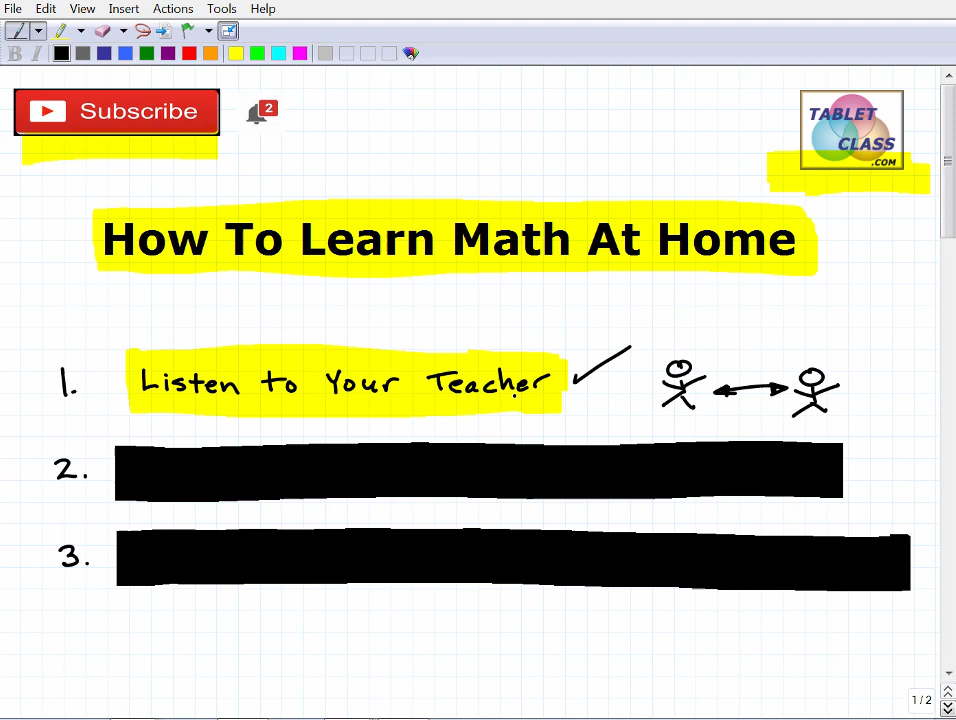 File Edit View Insert Actions Tools Help
B I
Subscribe
2
TABLET
CLASS
.COM
How To Learn Math At Home
1. Listen to Your Teacher
2.
3.
1 / 2